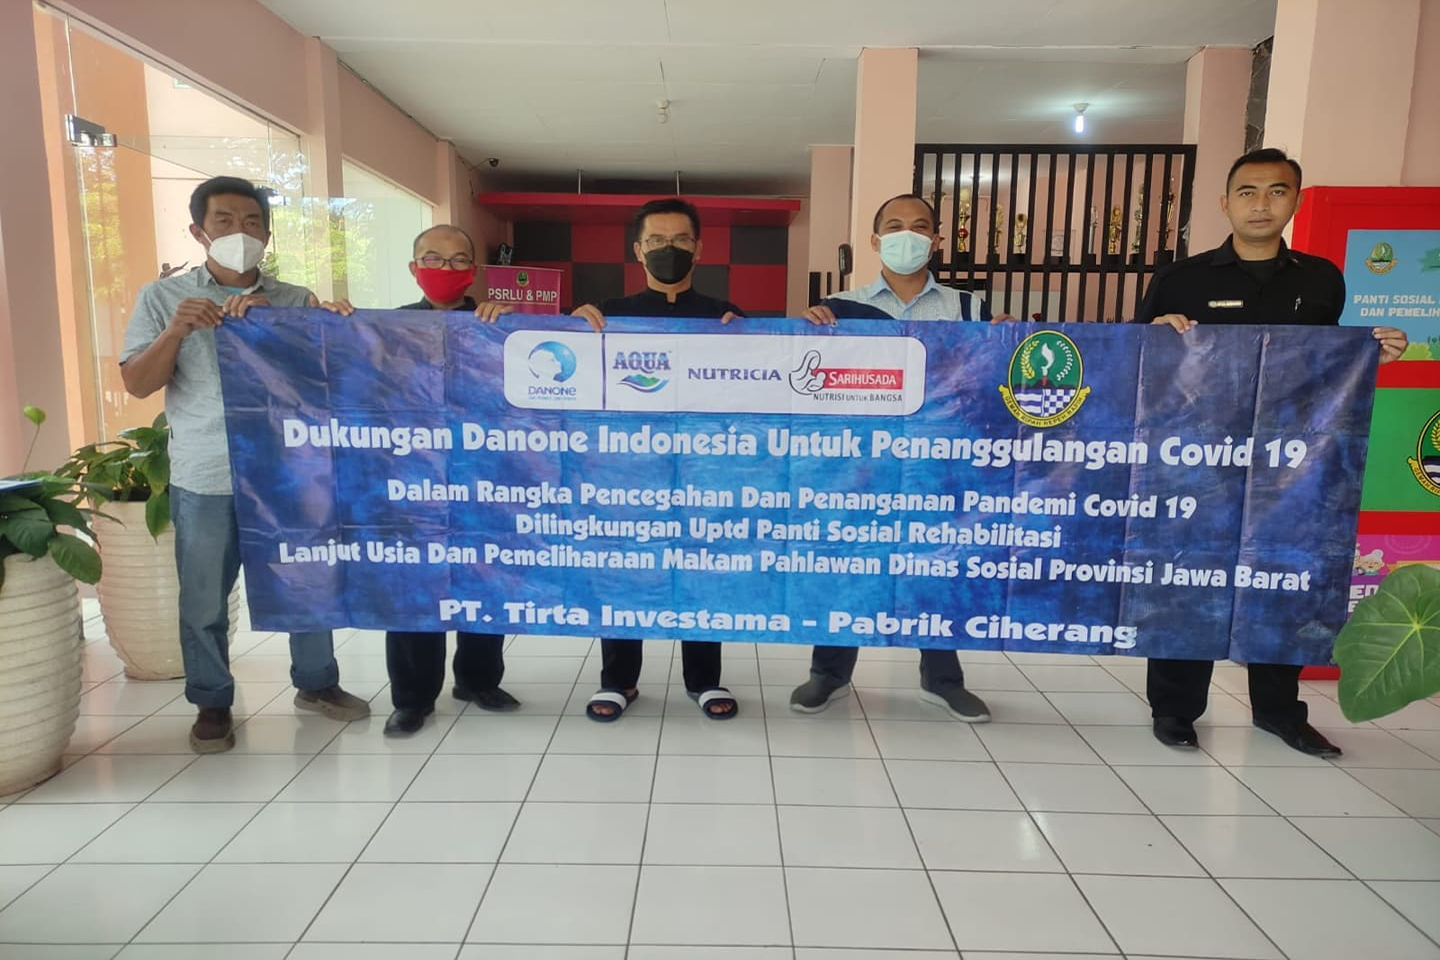 PSRLU & PMP
PANTI SOSIAL
DAN PEMELIH
DANONE
AQUA
NUTRICIA
SARIHUSADA
NUTRISI UNTUK BANGSA
Dukungan Danone Indonesia Untuk Penanggulangan Covid 19
Dalam Rangka Pencegahan Dan Penanganan Pandemi Covid 19
Dilingkungan Uptd Panti Sosial Rehabilitasi
Lanjut Usia Dan Pemeliharaan Makam Pahlawan Dinas Sosial Provinsi Jawa Barat
PT. Tirta Investama - Pabrik Ciherang